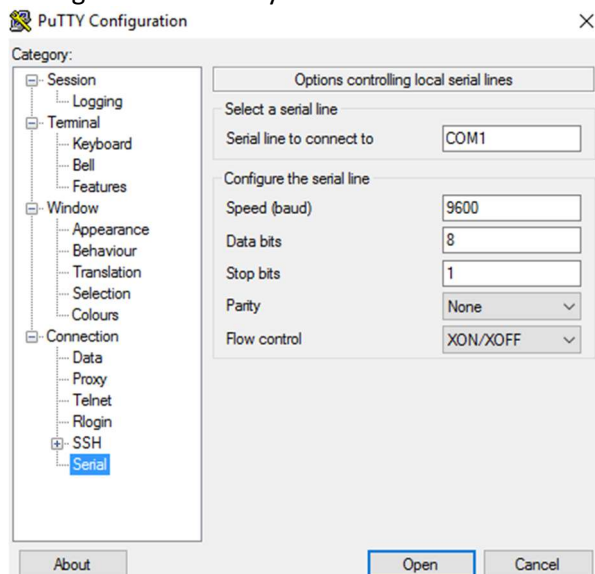 PuTTY Configuration
Category:
Session
Logging
Terminal
Keyboard
Bell
Features
Window
Appearance
Behaviour
Translation
Selection
Colours
Connection
Data
Proxy
Telnet
Rlogin
SSH
Serial
Options controlling local serial lines
Select a serial line
Serial line to connect to COM1
Configure the serial line
Speed (baud) 9600
Data bits 8
Stop bits 1
Parity None
Flow control XON/XOFF
About Open Cancel